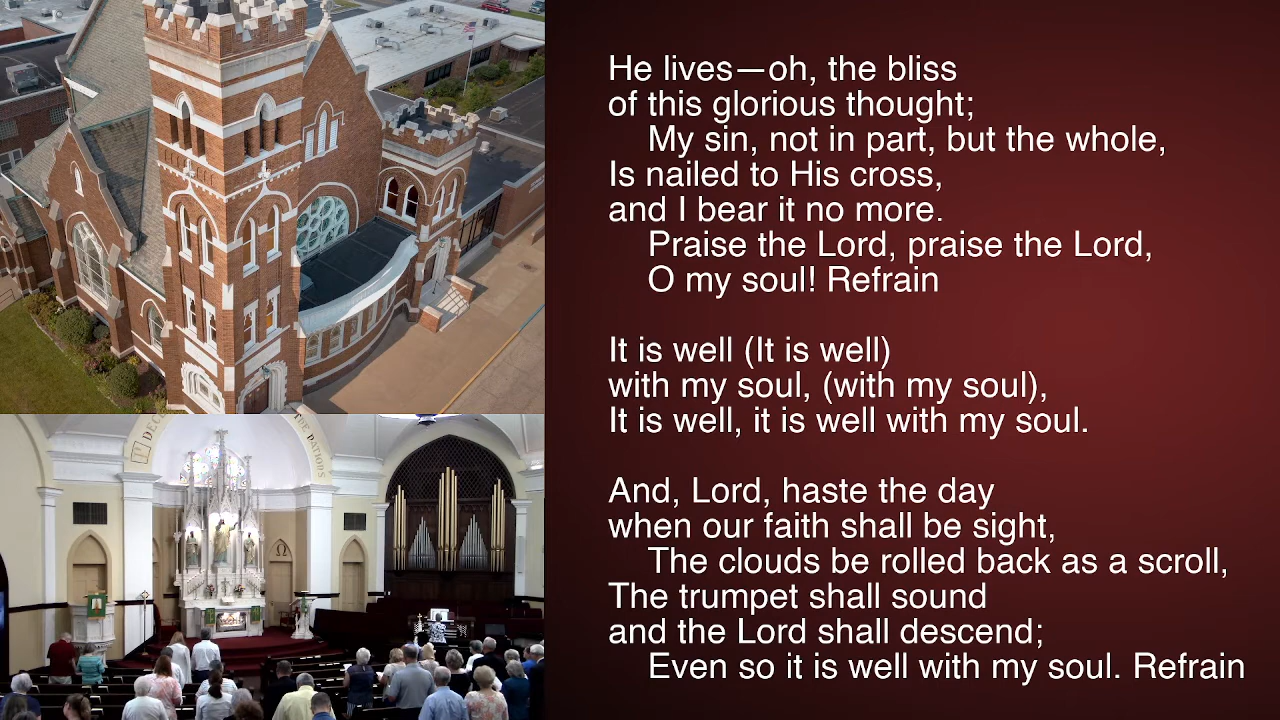 He lives—oh, the bliss
of this glorious thought;
My sin, not in part, but the whole,
Is nailed to His cross,
and I bear it no more.
Praise the Lord, praise the Lord,
O my soul! Refrain
It is well (It is well)
with my soul, (with my soul),
It is well, it is well with my soul.
And, Lord, haste the day
when our faith shall be sight,
The clouds be rolled back as a scroll,
The trumpet shall sound
and the Lord shall descend;
Even so it is well with my soul. Refrain
Ω